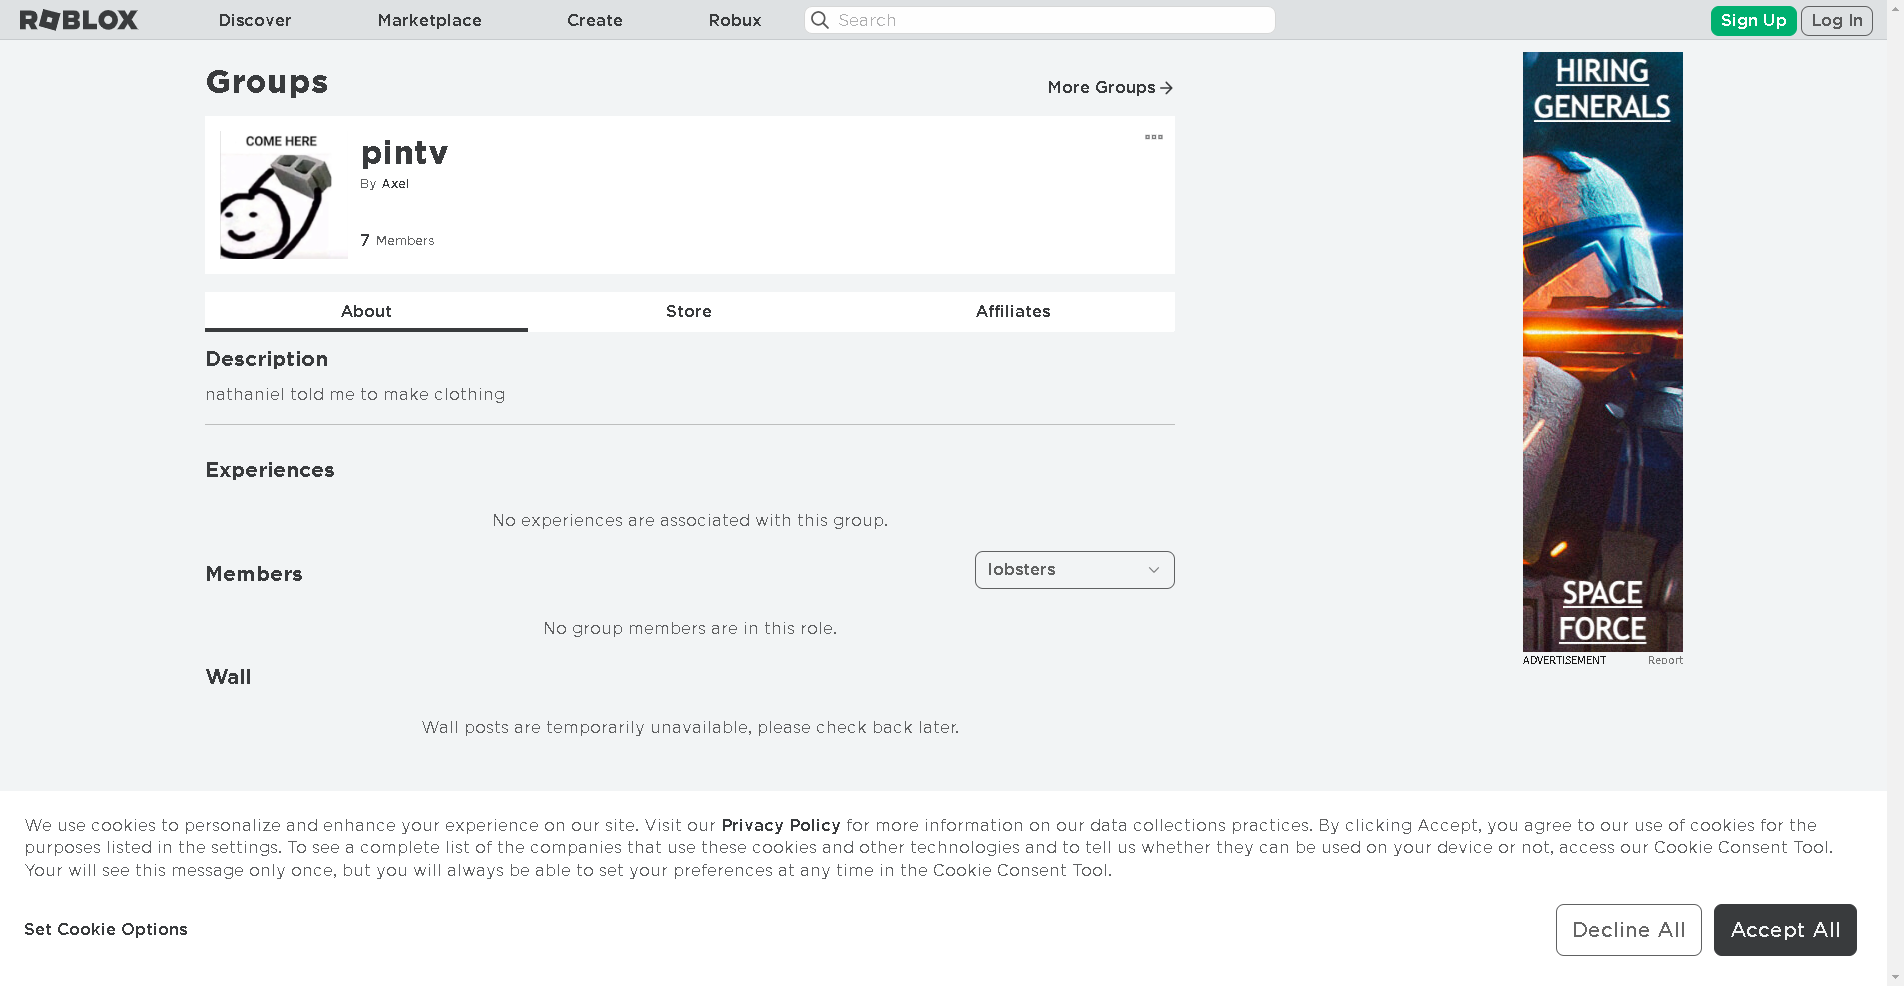 ROBLOX
Discover
Marketplace
Create
Robux
Search
Sign Up
Log In
Groups
More Groups
COME HERE
pintv
By Axel
7 Members
About
Store
Affiliates
Description
nathaniel told me to make clothing
Experiences
No experiences are associated with this group.
Members
lobsters
No group members are in this role.
Wall
Wall posts are temporarily unavailable, please check back later.
HIRING
GENERALS
SPACE
FORCE
ADVERTISEMENT
Report
We use cookies to personalize and enhance your experience on our site. Visit our Privacy Policy for more information on our data collections practices. By clicking Accept, you agree to our use of cookies for the
purposes listed in the settings. To see a complete list of the companies that use these cookies and other technologies and to tell us whether they can be used on your device or not, access our Cookie Consent Tool.
Your will see this message only once, but you will always be able to set your preferences at any time in the Cookie Consent Tool.
Set Cookie Options
Decline All
Accept All